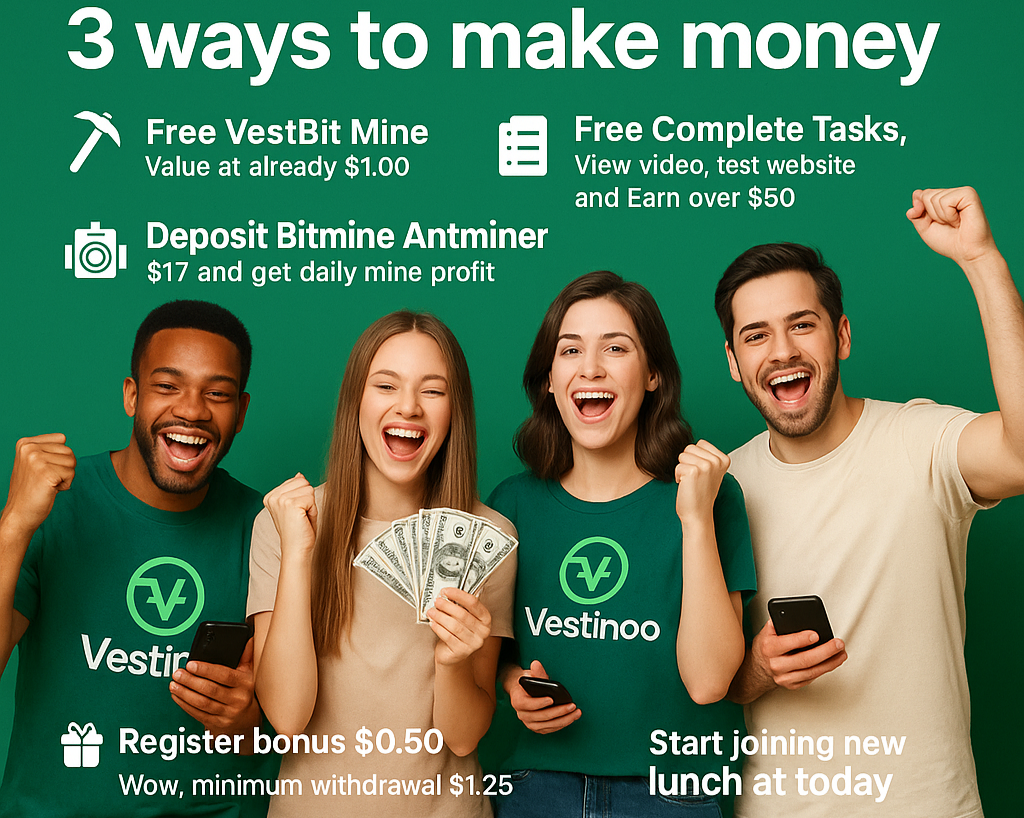 3 ways to make money
Free VestBit Mine
Value at already $1.00
Free Complete Tasks,
View video, test website
and Earn over $50
Deposit Bitmine Antminer
$17 and get daily mine profit
Vestin
Vestinoo
Register bonus $0.50
Wow, minimum withdrawal $1.25
Start joining new
lunch at today